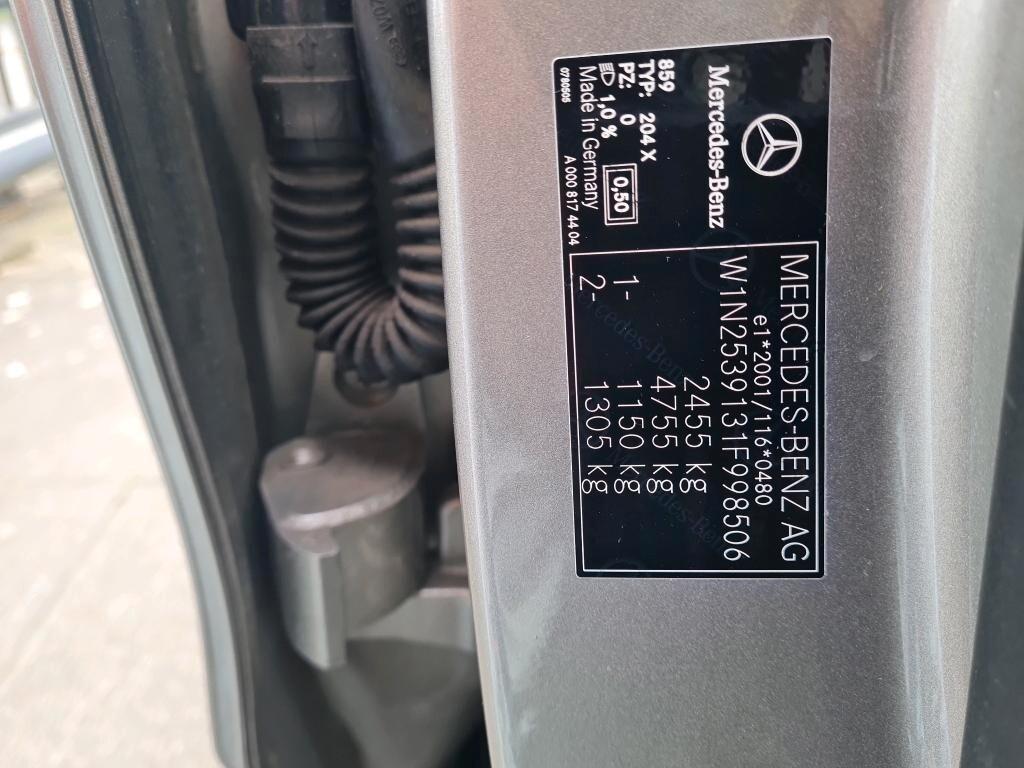 Mercedes-Benz
859
TYP: 204 X
PZ: 0
1,0 %
0,50
Made in Germany
0780505
A 000 817 44 04
MERCEDES-BENZ AG
e1*2001/116*0480
W1N2539131F998506
2455 kg
4755 kg
1- 1150 kg
2- 1305 kg